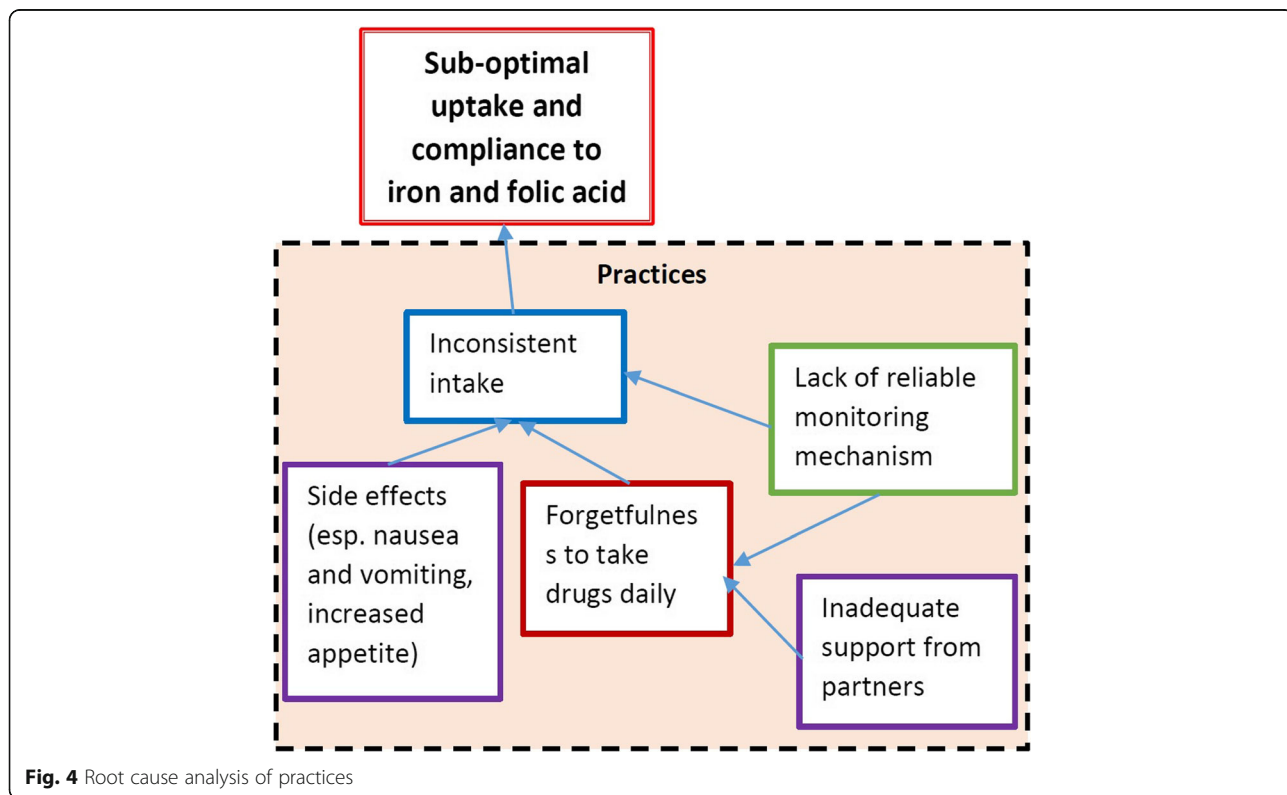 Sub-optimal
uptake and
compliance to
iron and folic acid
Practices
Inconsistent
intake
Lack of reliable
monitoring
mechanism
Side effects
(esp. nausea
and vomiting,
increased
appetite)
Forgetfulnes
s to take
drugs daily
Inadequate
support from
partners
Fig. 4 Root cause analysis of practices